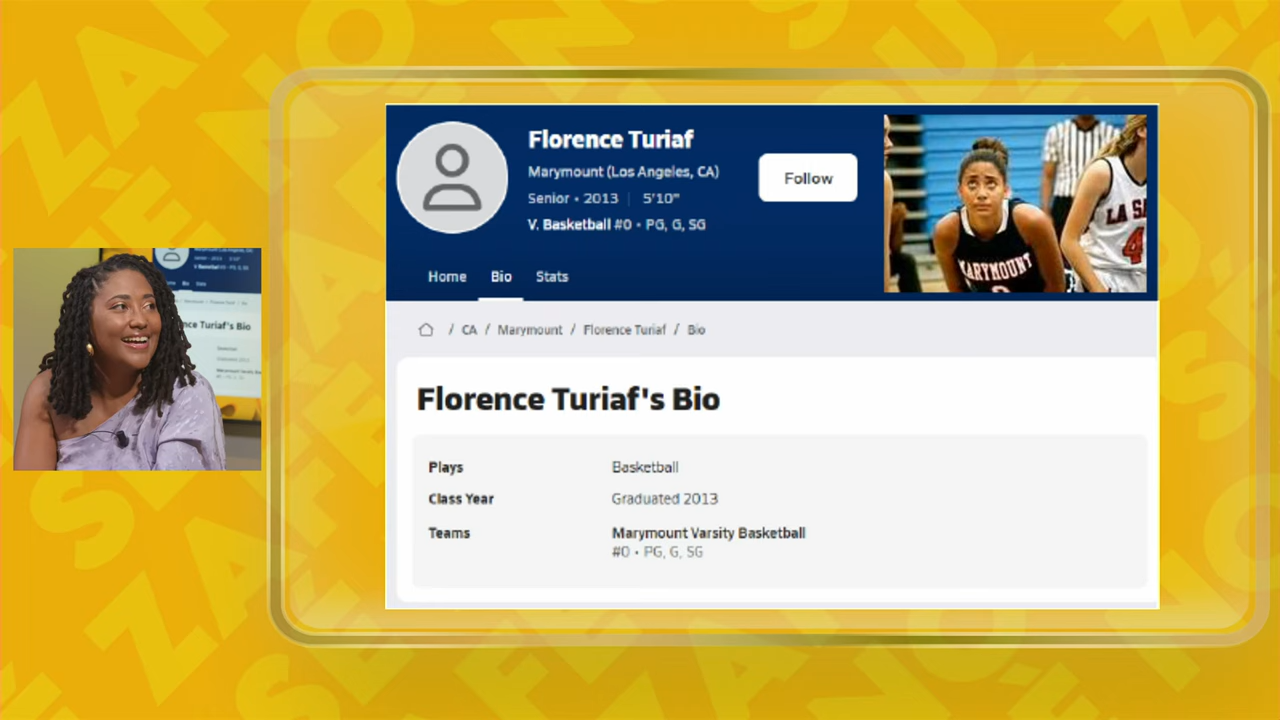 Florence Turiaf
Marymount (Los Angeles, CA)
Senior • 2013 | 5'10"
V. Basketball #0 • PG, G, SG
Follow
Home Bio Stats
MARYMOUNT
LA SA
4
/ CA / Marymount / Florence Turiaf / Bio
Florence Turiaf's Bio
Plays Basketball
Class Year Graduated 2013
Teams Marymount Varsity Basketball
#0 • PG, G, SG